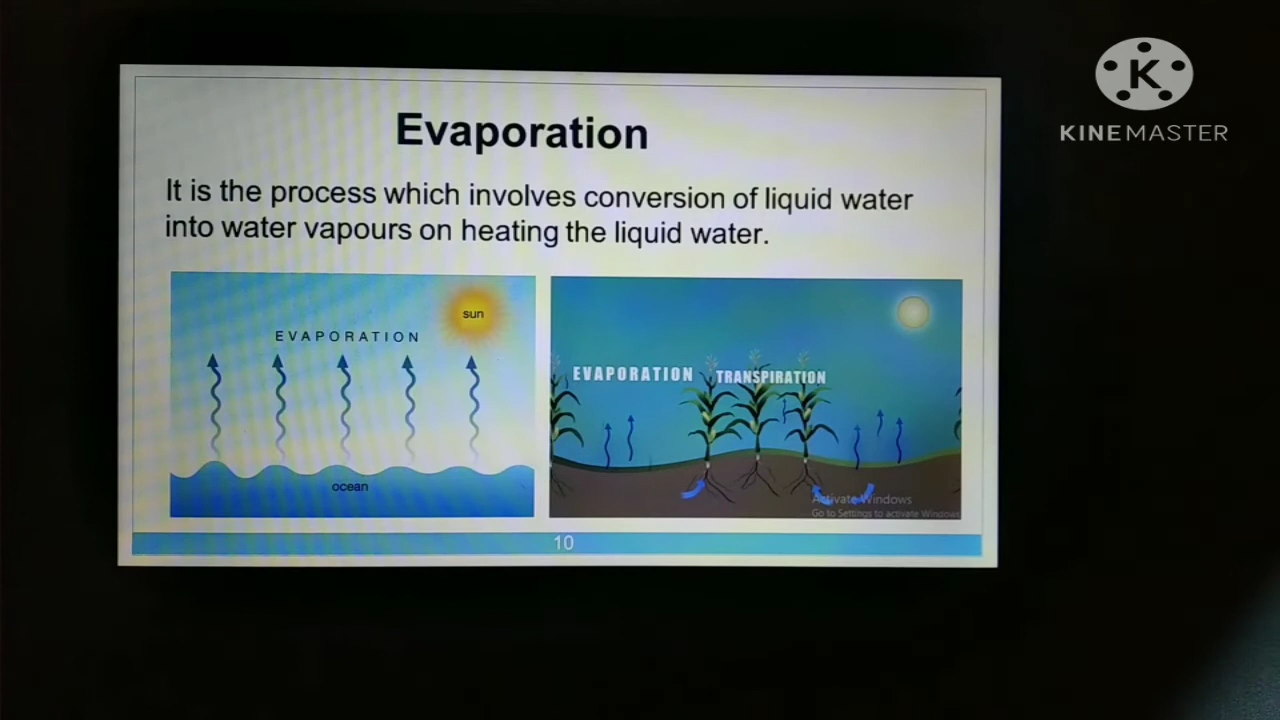 K
KINEMASTER
Evaporation
It is the process which involves conversion of liquid water
into water vapours on heating the liquid water.
sun
EVAPORATION
ocean
EVAPORATION
TRANSPIRATION
Activate Windows
Go to Settings to activate Windows
10